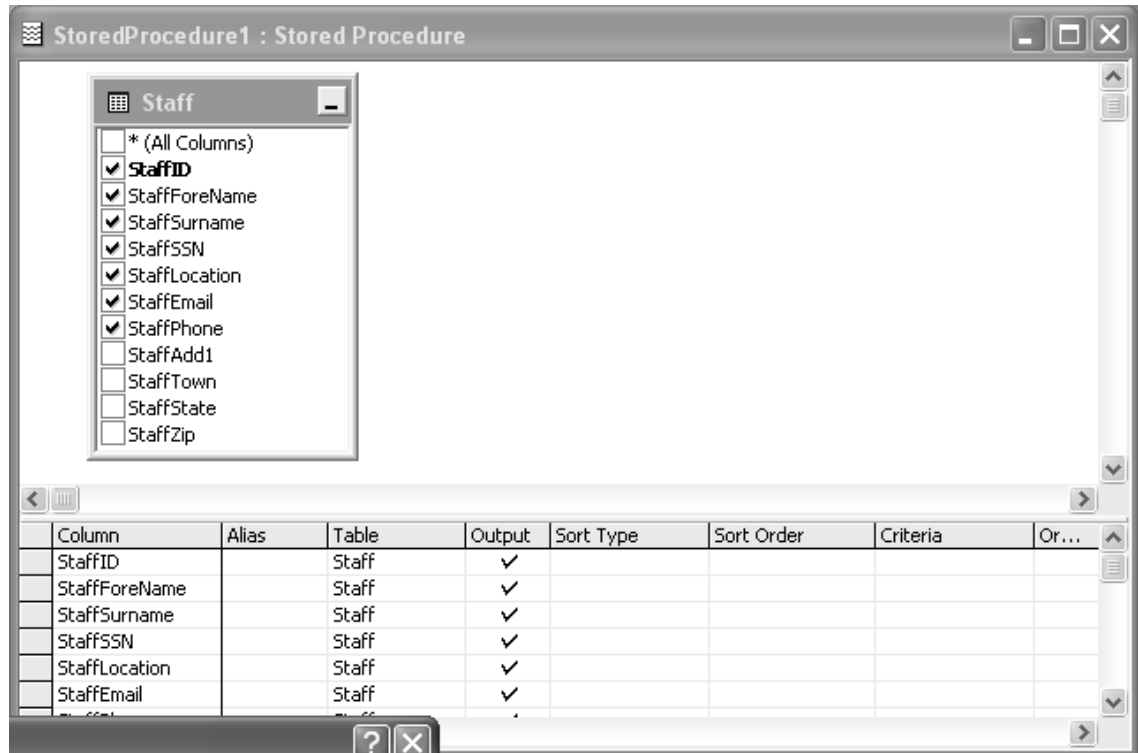 StoredProcedure1 : Stored Procedure
Staff
* (All Columns)
StaffID
StaffForeName
StaffSurname
StaffSSN
StaffLocation
StaffEmail
StaffPhone
StaffAdd1
StaffTown
StaffState
StaffZip
Column Alias Table Output Sort Type Sort Order Criteria Or...
StaffID Staff
StaffForeName Staff
StaffSurname Staff
StaffSSN Staff
StaffLocation Staff
StaffEmail Staff